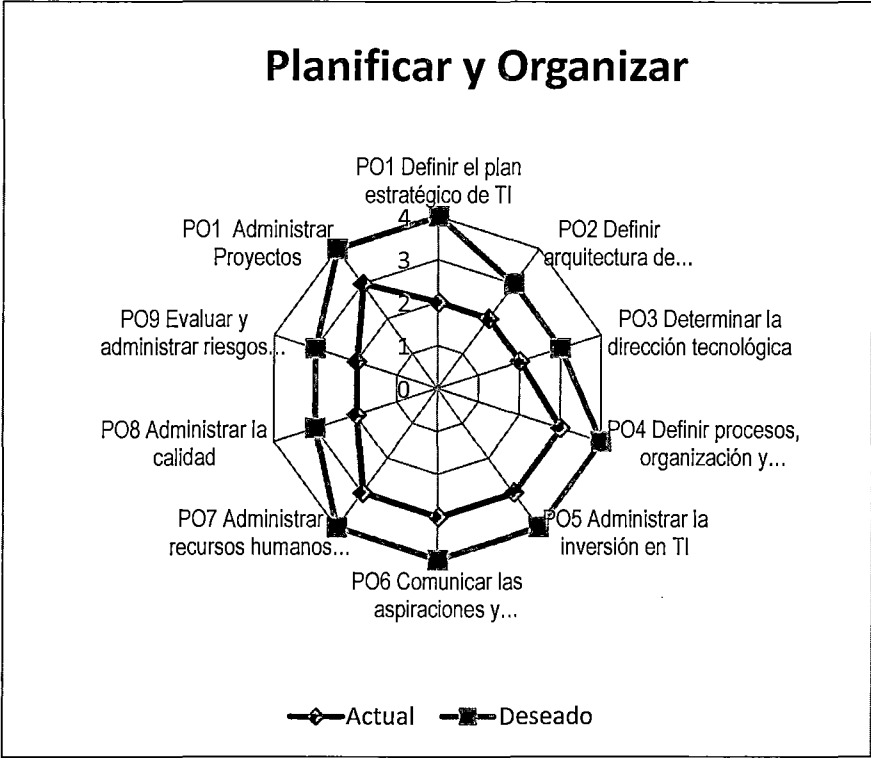 Planificar y Organizar
PO1 Definir el plan
estratégico de TI
PO2 Definir
arquitectura de...
PO3 Determinar la
dirección tecnológica
PO4 Definir procesos,
organización y...
PO5 Administrar la
inversión en TI
PO6 Comunicar las
aspiraciones y...
PO7 Administrar
recursos humanos...
PO8 Administrar la
calidad
PO9 Evaluar y
administrar riesgos...
PO1 Administrar
Proyectos
4
3
2
1
0
Actual Deseado